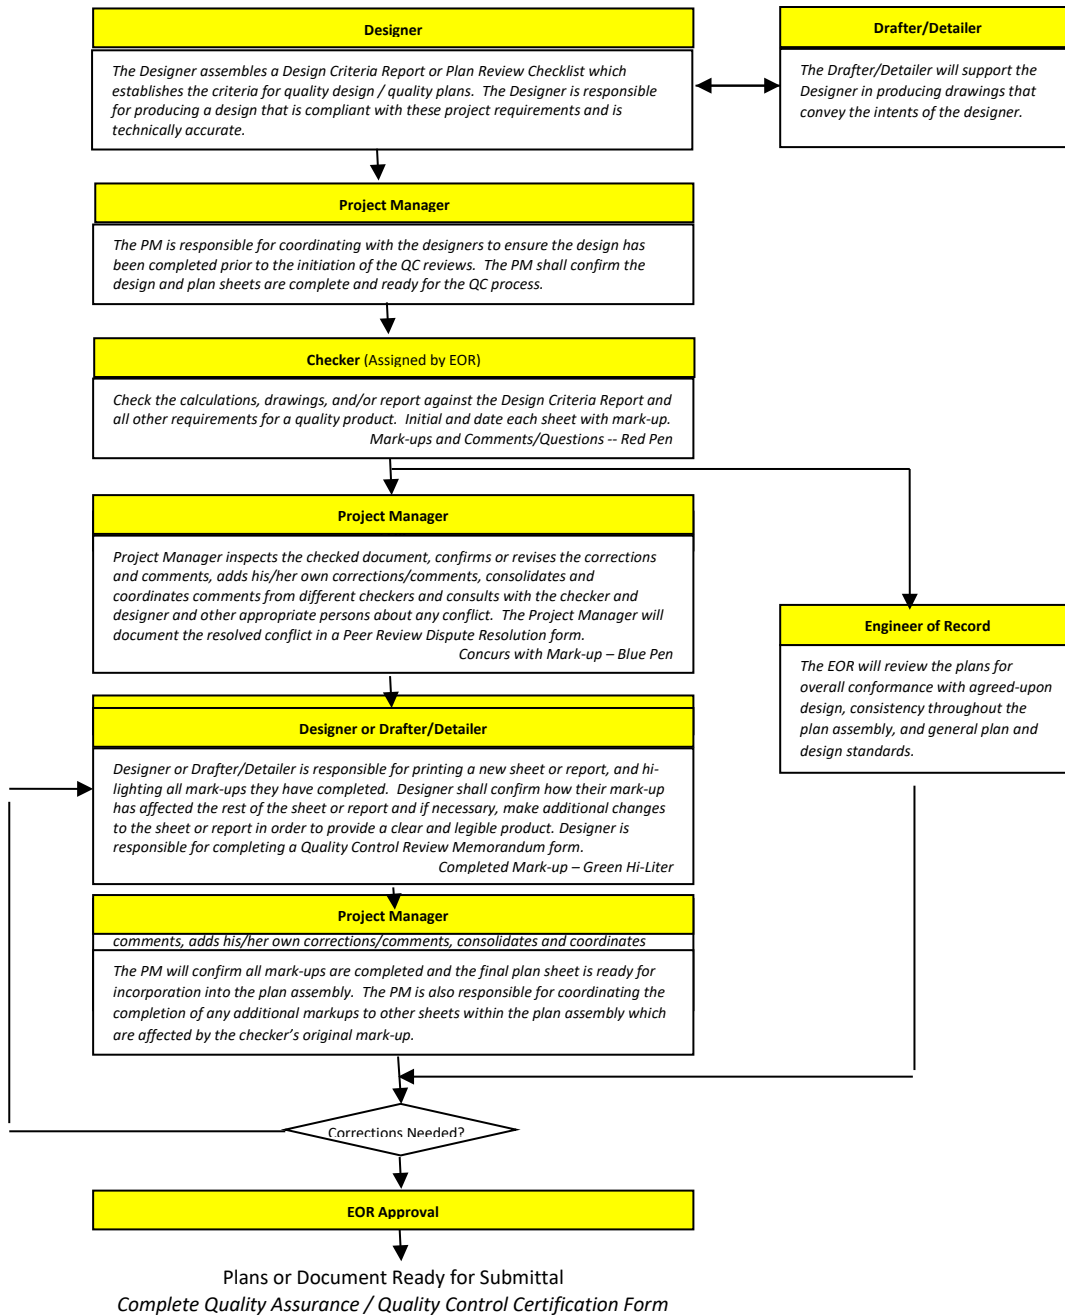 Designer
The Designer assembles a Design Criteria Report or Plan Review Checklist which
establishes the criteria for quality design / quality plans. The Designer is responsible
for producing a design that is compliant with these project requirements and is
technically accurate.
Drafter/Detailer
The Drafter/Detailer will support the
Designer in producing drawings that
convey the intents of the designer.
Project Manager
The PM is responsible for coordinating with the designers to ensure the design has
been completed prior to the initiation of the QC reviews. The PM shall confirm the
design and plan sheets are complete and ready for the QC process.
Checker (Assigned by EOR)
Check the calculations, drawings, and/or report against the Design Criteria Report and
all other requirements for a quality product. Initial and date each sheet with mark-up.
Mark-ups and Comments/Questions -- Red Pen
Project Manager
Project Manager inspects the checked document, confirms or revises the corrections
and comments, adds his/her own corrections/comments, consolidates and
coordinates comments from different checkers and consults with the checker and
designer and other appropriate persons about any conflict. The Project Manager will
document the resolved conflict in a Peer Review Dispute Resolution form.
Concurs with Mark-up – Blue Pen
Engineer of Record
The EOR will review the plans for
overall conformance with agreed-upon
design, consistency throughout the
plan assembly, and general plan and
design standards.
Designer or Drafter/Detailer
Designer or Drafter/Detailer is responsible for printing a new sheet or report, and hi-
lighting all mark-ups they have completed. Designer shall confirm how their mark-up
has affected the rest of the sheet or report and if necessary, make additional changes
to the sheet or report in order to provide a clear and legible product. Designer is
responsible for completing a Quality Control Review Memorandum form.
Completed Mark-up – Green Hi-Liter
Project Manager
comments, adds his/her own corrections/comments, consolidates and coordinates
The PM will confirm all mark-ups are completed and the final plan sheet is ready for
incorporation into the plan assembly. The PM is also responsible for coordinating the
completion of any additional markups to other sheets within the plan assembly which
are affected by the checker's original mark-up.
Corrections Needed?
EOR Approval
Plans or Document Ready for Submittal
Complete Quality Assurance / Quality Control Certification Form